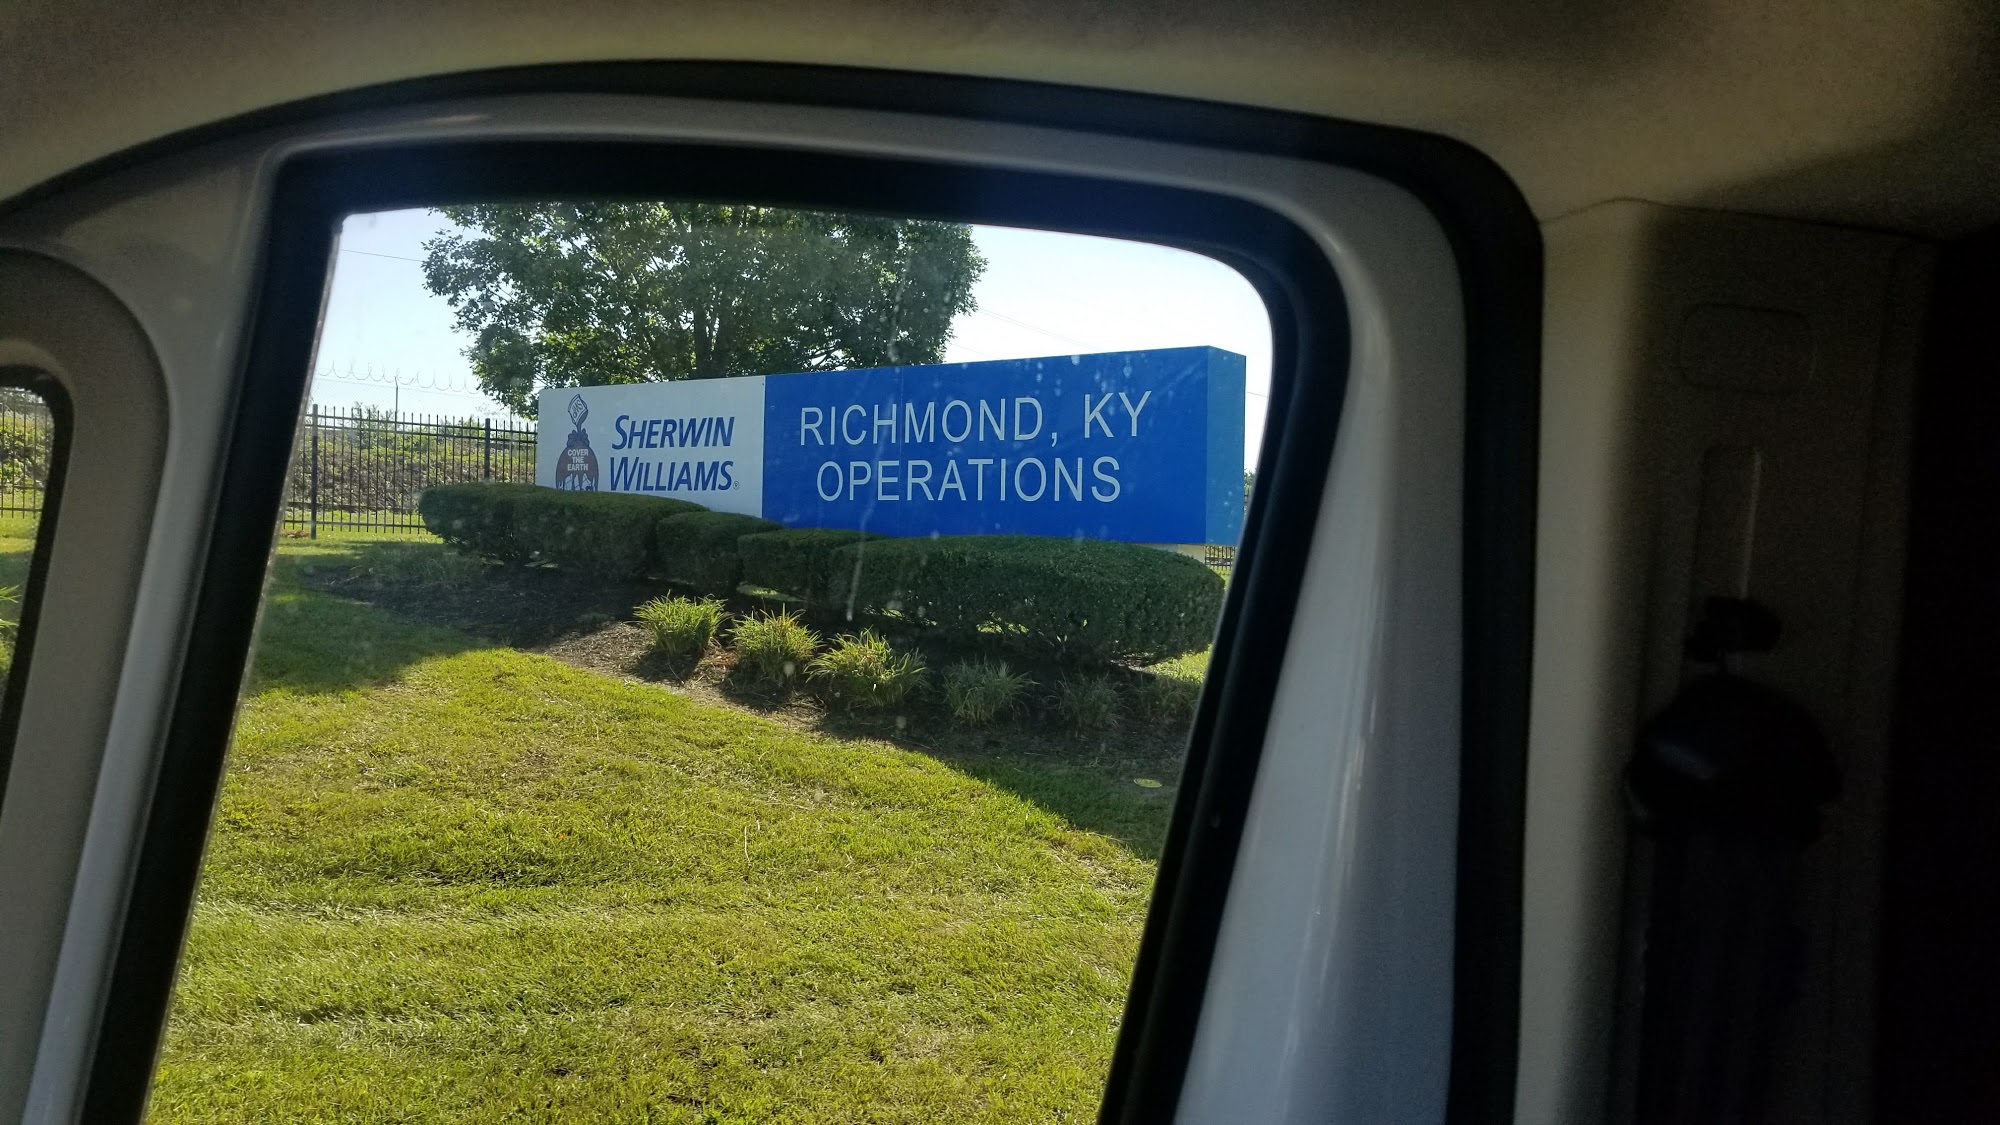 SHERWIN
WILLIAMS®
COVER
THE
EARTH
RICHMOND, KY
OPERATIONS